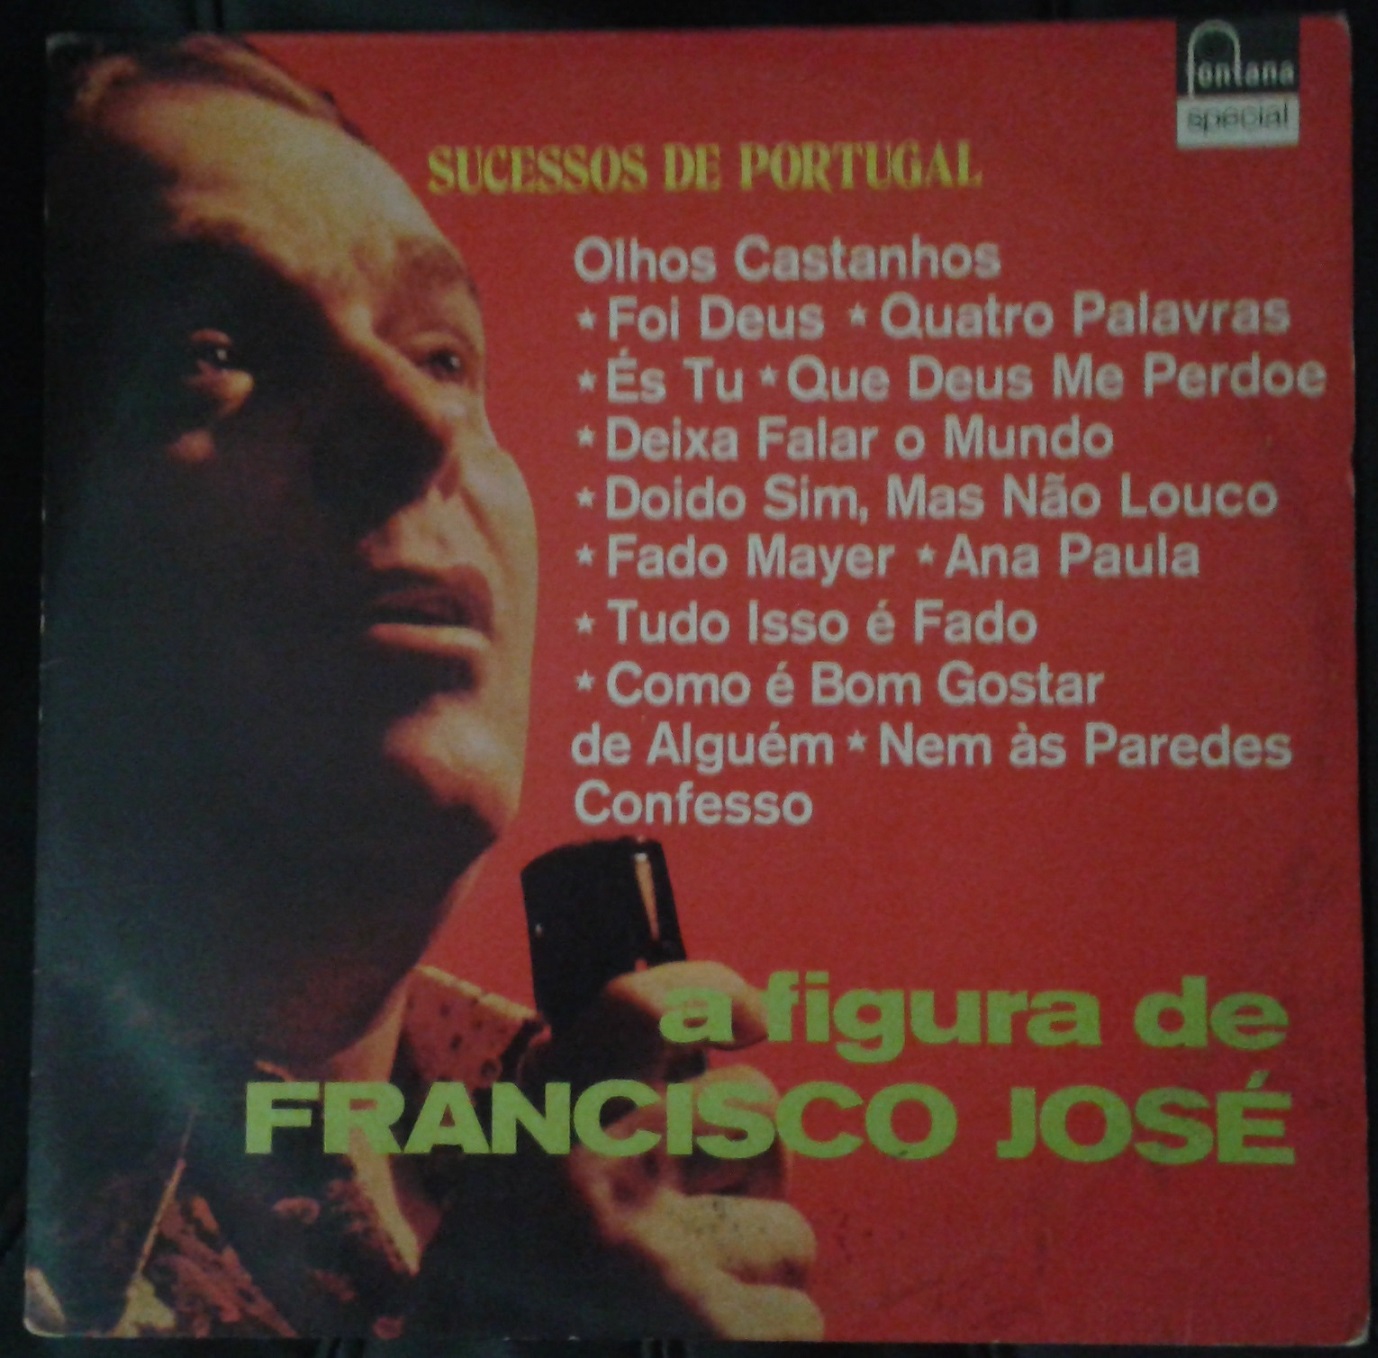 fontana
special
SUCESSOS DE PORTUGAL
Olhos Castanhos
★ Foi Deus ★ Quatro Palavras
★ És Tu ★ Que Deus Me Perdoe
★ Deixa Falar o Mundo
★ Doido Sim, Mas Não Louco
★ Fado Mayer ★ Ana Paula
★ Tudo Isso é Fado
★ Como é Bom Gostar
de Alguém ★ Nem às Paredes
Confesso
a figura de
FRANCISCO JOSÉ